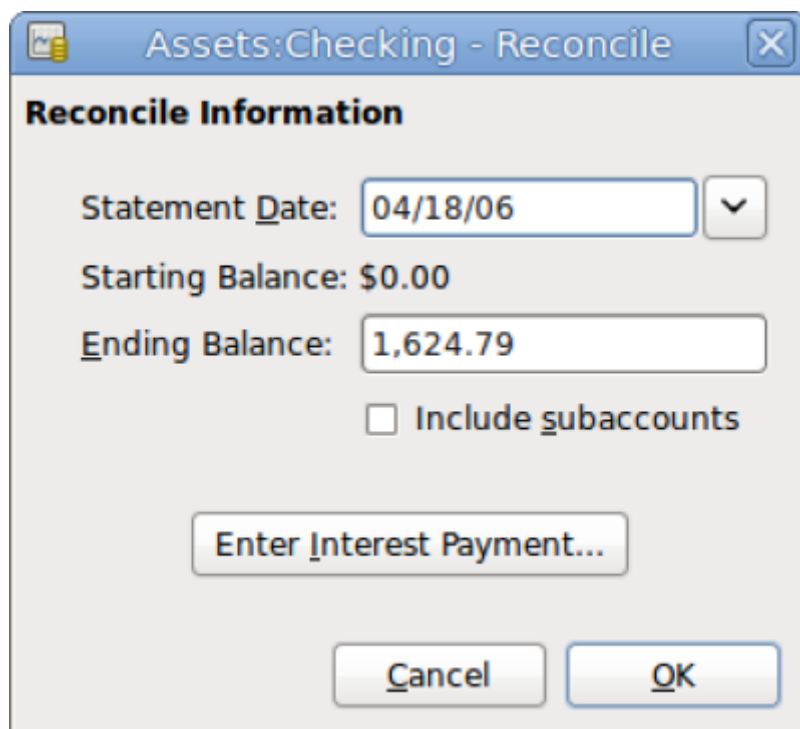 Assets:Checking - Reconcile
Reconcile Information
Statement Date: 04/18/06
Starting Balance: $0.00
Ending Balance: 1,624.79
Include subaccounts
Enter Interest Payment...
Cancel OK